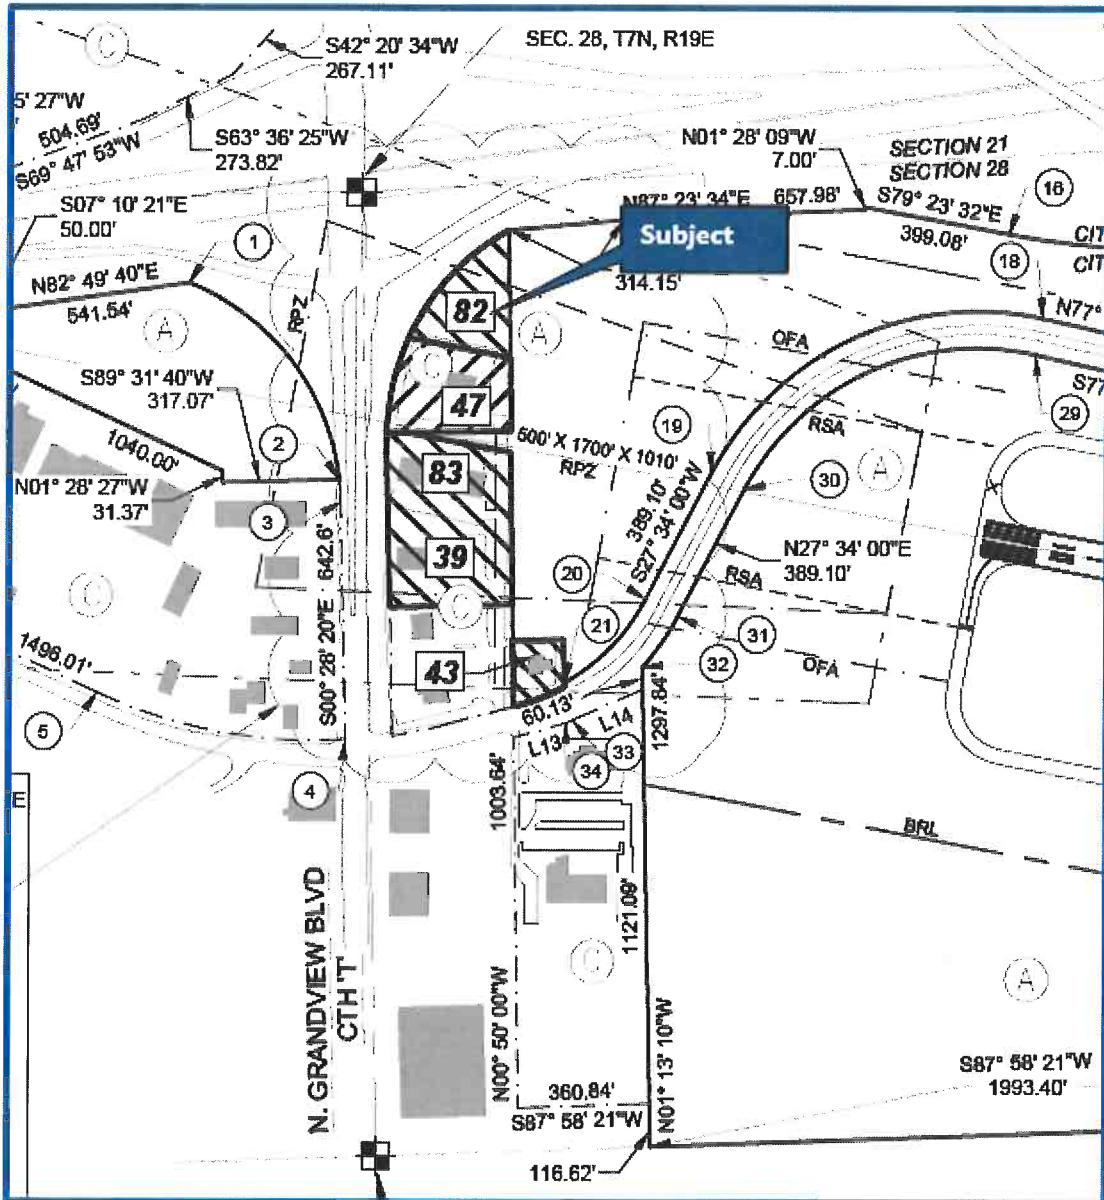 SEC. 28, T7N, R19E
C
S42° 20' 34"W
267.11'
5' 27"W
504.69'
S69° 47' 53"W
S63° 36' 25"W
273.82'
N01° 28' 09"W
7.00'
SECTION 21
SECTION 28
16
S07° 10' 21"E
50.00'
1
N87° 23' 34"E
657.98'
S79° 23' 32"E
399.08'
CIT
CIT
18
Subject
314.15'
N82° 49' 40"E
541.54'
RPZ
82
A
A
N77°
OFA
C
S77
S89° 31' 40"W
317.07'
47
19
RSA
29
1040.00'
2
500' X 1700' X 1010'
RPZ
A
N01° 28' 27"W
31.37'
83
30
3
389.10'
S27° 34' 00"W
N27° 34' 00"E
389.10'
S00° 28' 20"E 642.6'
39
20
RSA
C
C
21
31
1496.01'
43
32
OFA
5
60.13'
L14
L13
33
34
1297.84'
4
E
1003.64'
BRL
N. GRANDVIEW BLVD
CTH 'T'
1121.09'
C
A
N00° 50' 00"W
N01° 13' 10"W
S87° 58' 21"W
1993.40'
360.84'
S87° 58' 21"W
116.62'